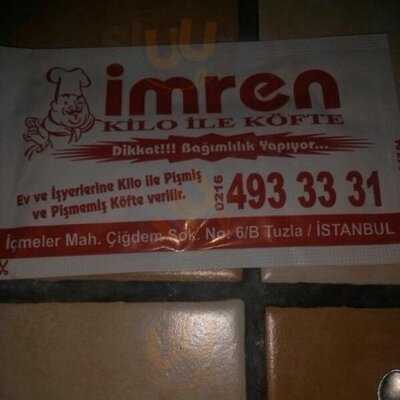 imren
KİLO İLE KÖFTE
Dikkat!!! Bağımlılık Yapıyor...
Ev ve İşyerlerine Kilo ile Pişmiş
ve Pişmemiş Köfte verilir.
0216 493 33 31
İçmeler Mah. Çiğdem Sok. No: 6/B Tuzla / İSTANBUL